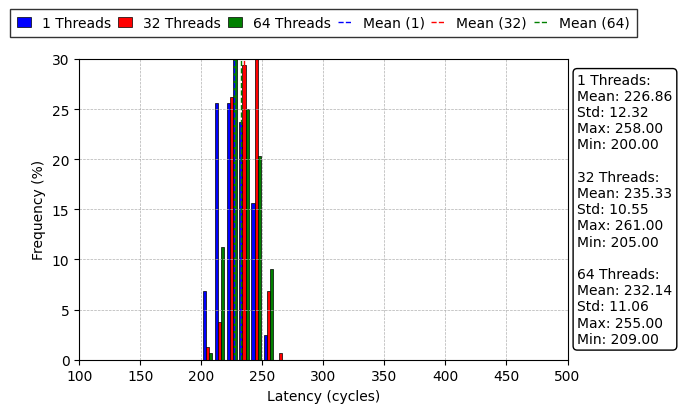 1 Threads 32 Threads 64 Threads Mean (1) Mean (32) Mean (64)
30
25
20
15
10
5
0
Frequency (%)
100 150 200 250 300 350 400 450 500
Latency (cycles)
1 Threads:
Mean: 226.86
Std: 12.32
Max: 258.00
Min: 200.00
32 Threads:
Mean: 235.33
Std: 10.55
Max: 261.00
Min: 205.00
64 Threads:
Mean: 232.14
Std: 11.06
Max: 255.00
Min: 209.00